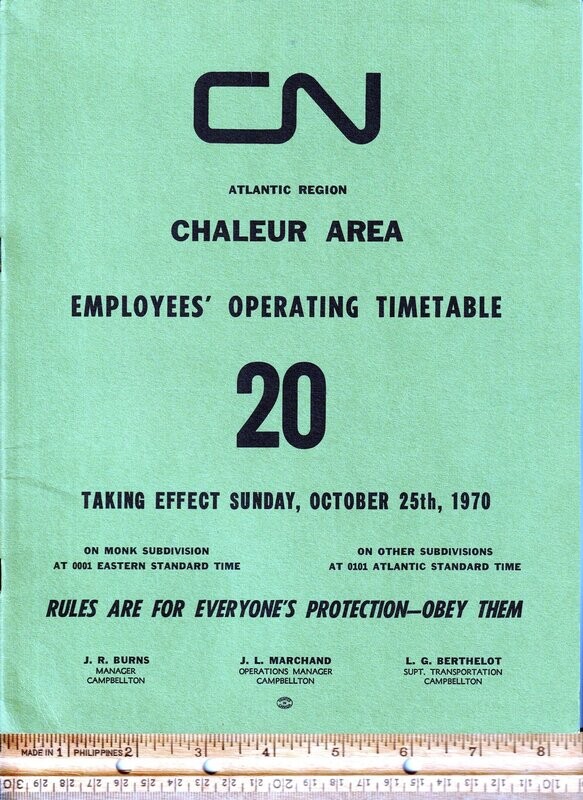 CN
ATLANTIC REGION
CHALEUR AREA
EMPLOYEES' OPERATING TIMETABLE
20
TAKING EFFECT SUNDAY, OCTOBER 25th, 1970
ON MONK SUBDIVISION
AT 0001 EASTERN STANDARD TIME
ON OTHER SUBDIVISIONS
AT 0101 ATLANTIC STANDARD TIME
RULES ARE FOR EVERYONE'S PROTECTION—OBEY THEM
J. R. BURNS
MANAGER
CAMPBELLTON
J. L. MARCHAND
OPERATIONS MANAGER
CAMPBELLTON
L. G. BERTHELOT
SUPT. TRANSPORTATION
CAMPBELLTON
MADE IN 1 PHILIPPINES 2 3 4 5 6 7 8